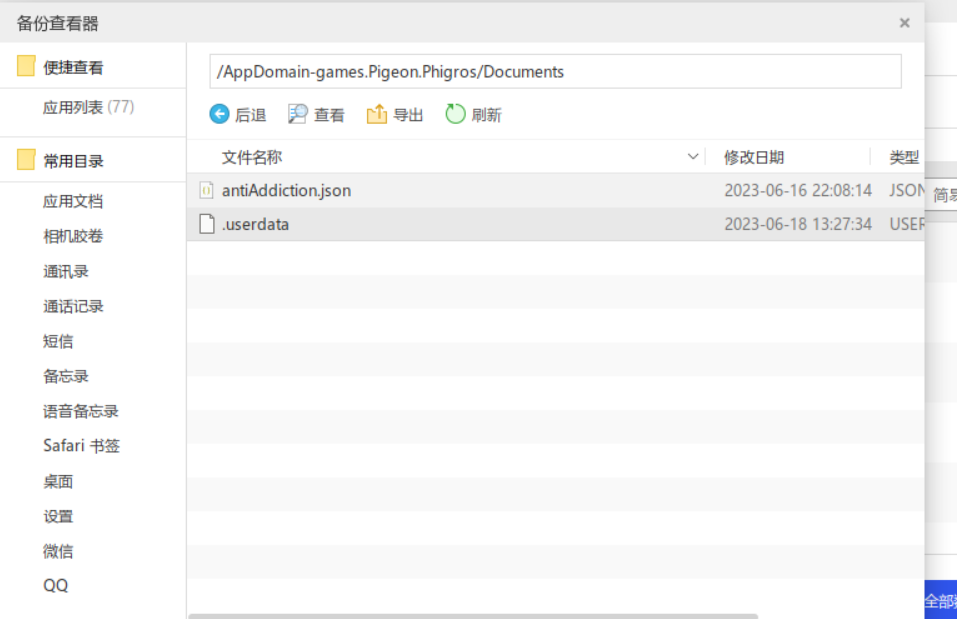 备份查看器
便捷查看
应用列表 (77)
常用目录
应用文档
相机胶卷
通讯录
通话记录
短信
备忘录
语音备忘录
Safari 书签
桌面
设置
微信
QQ
/AppDomain-games.Pigeon.Phigros/Documents
后退 查看 导出 刷新
文件名称 修改日期 类型
antiAddiction.json 2023-06-16 22:08:14 JSON
.userdata 2023-06-18 13:27:34 USER
简易
全部